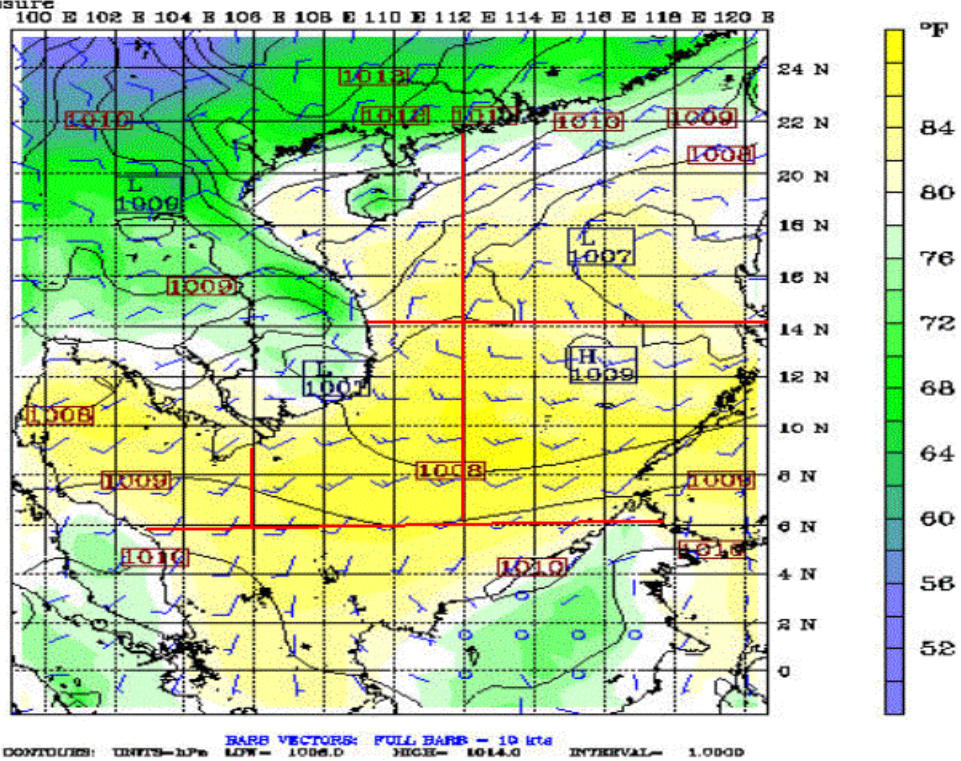 100 E 102 E 104 E 106 E 108 E 110 E 112 E 114 E 116 E 118 E 120 E
°F
24 N
1013
84
1010 1012 1009
22 N
1008
80
20 N
L
1009
18 N
L
1007
76
16 N
1009
72
14 N
H
1009
L
1007
12 N
68
1008
10 N
64
1008
1009 1009
8 N
60
6 N
1010 1010
56
4 N
2 N
52
0
BARB VECTORS: FULL BARB = 10 kts
CONTOURS: UNITS=hPa LOW= 1006.0 HIGH= 1014.0 INTERVAL= 1.0000